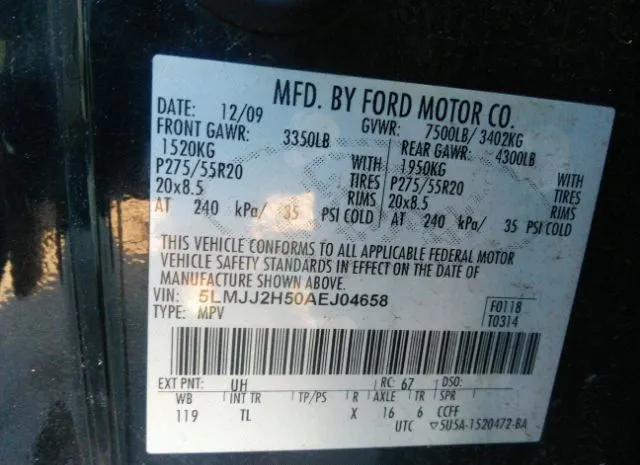 MFD. BY FORD MOTOR CO.
DATE: 12/09 GVWR: 7500LB/ 3402KG
FRONT GAWR: 3350LB REAR GAWR: 4300LB
1520KG WITH 1950KG WITH
P275/55R20 TIRES P275/55R20 TIRES
20x8.5 RIMS 20x8.5 RIMS
AT 240 kPa/ 35 PSI COLD AT 240 kPa/ 35 PSI COLD
THIS VEHICLE CONFORMS TO ALL APPLICABLE FEDERAL MOTOR
VEHICLE SAFETY STANDARDS IN EFFECT ON THE DATE OF
MANUFACTURE SHOWN ABOVE.
VIN: 5LMJJ2H50AEJ04658 F0118
TYPE: MPV T0314
EXT PNT: UH RC: 67 DSO:
WB INT TR TP/PS R AXLE TR SPR
119 TL X 16 6 CCFF
UTC ▽5U5A-1520472-BA